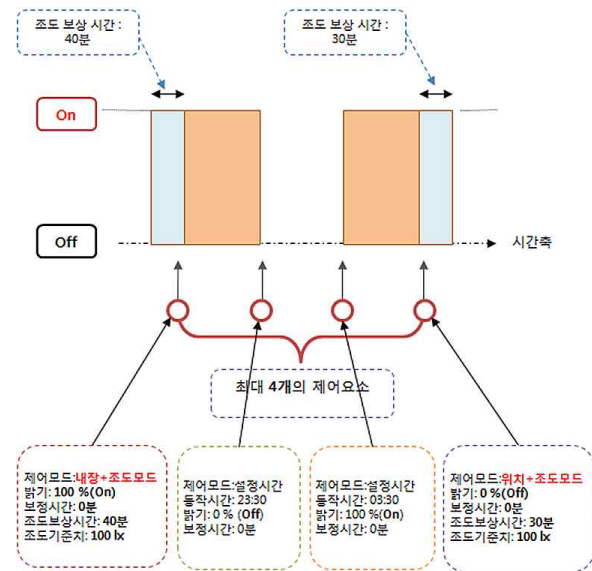 조도 보상 시간 :
40분
조도 보상 시간 :
30분
On
Off
시간축
최대 4개의 제어요소
제어모드:내장+조도모드
밝기: 100 %(On)
보정시간: 0분
조도보상시간: 40분
조도기준치: 100 lx
제어모드:설정시간
동작시간: 23:30
밝기: 0 % (Off)
보정시간: 0분
제어모드:설정시간
동작시간: 03:30
밝기: 100 %(On)
보정시간: 0분
제어모드:위치+조도모드
밝기: 0 %(Off)
보정시간: 0분
조도보상시간: 30분
조도기준치: 100 lx